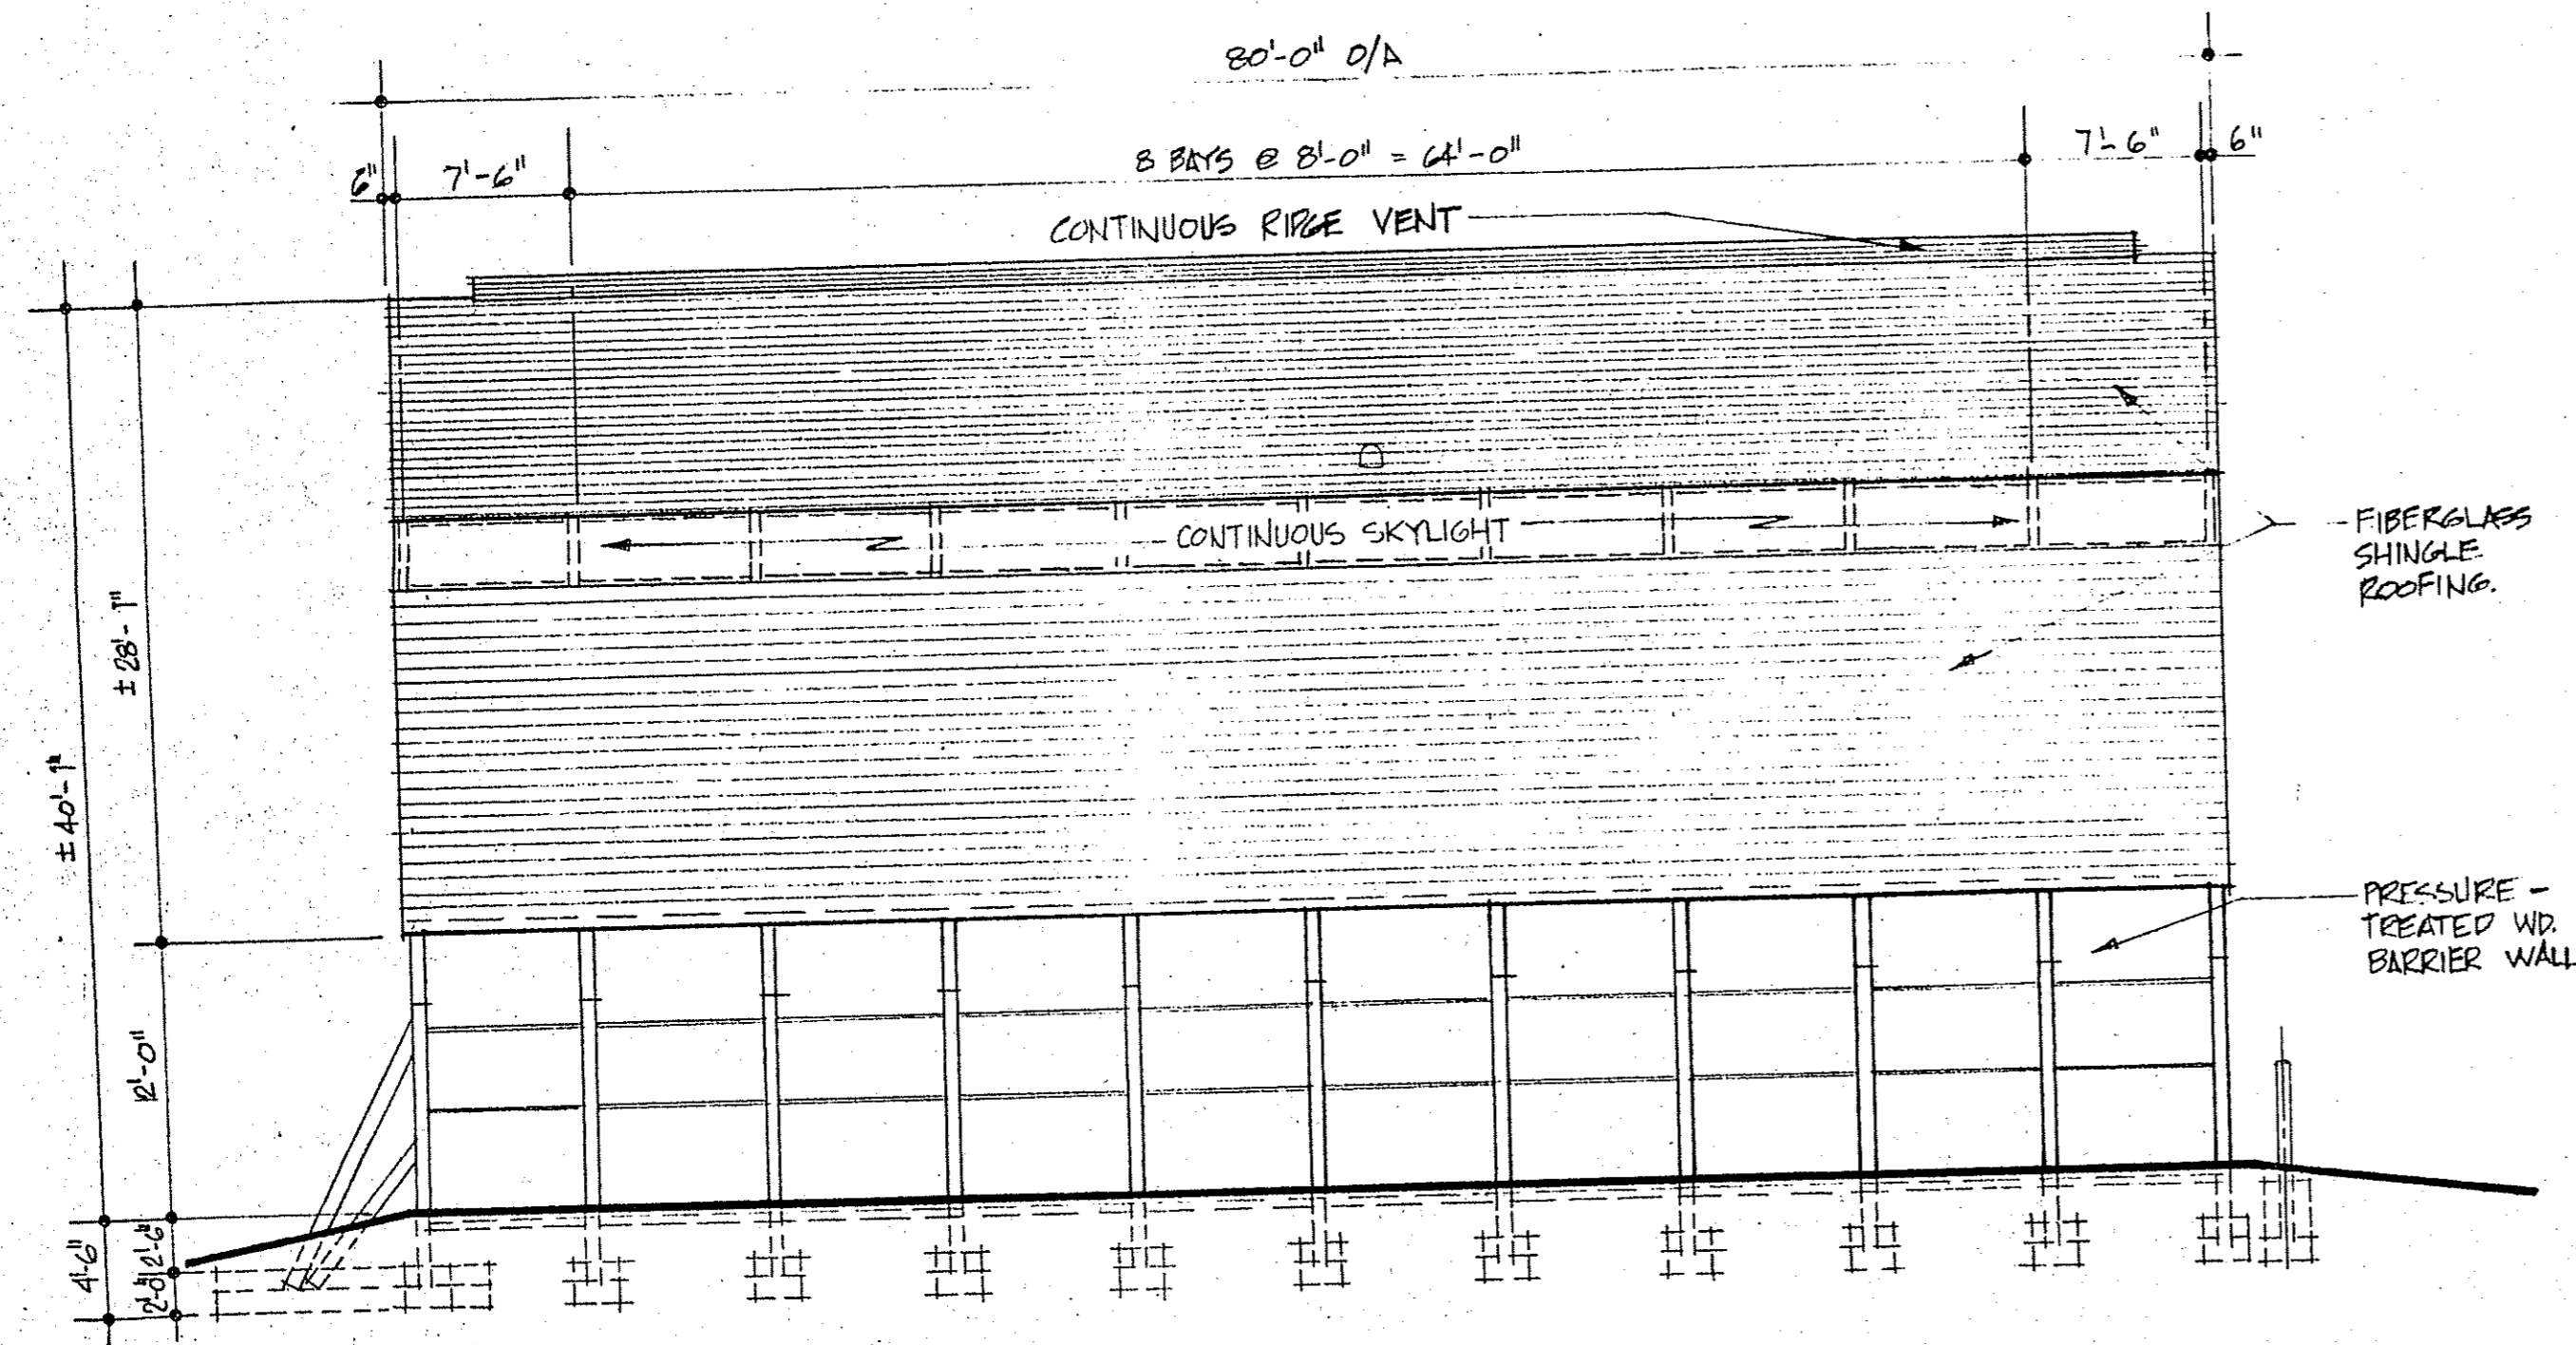 80'-0" O/A
6"
7'-6"
8 BAYS @ 8'-0" = 64'-0"
7'-6"
6"
CONTINUOUS RIDGE VENT
CONTINUOUS SKYLIGHT
FIBERGLASS
SHINGLE
ROOFING.
± 28'-1"
± 40'-1"
PRESSURE-
TREATED WD.
BARRIER WALL
12'-0"
4'-6"
2'-6"
2'-0"